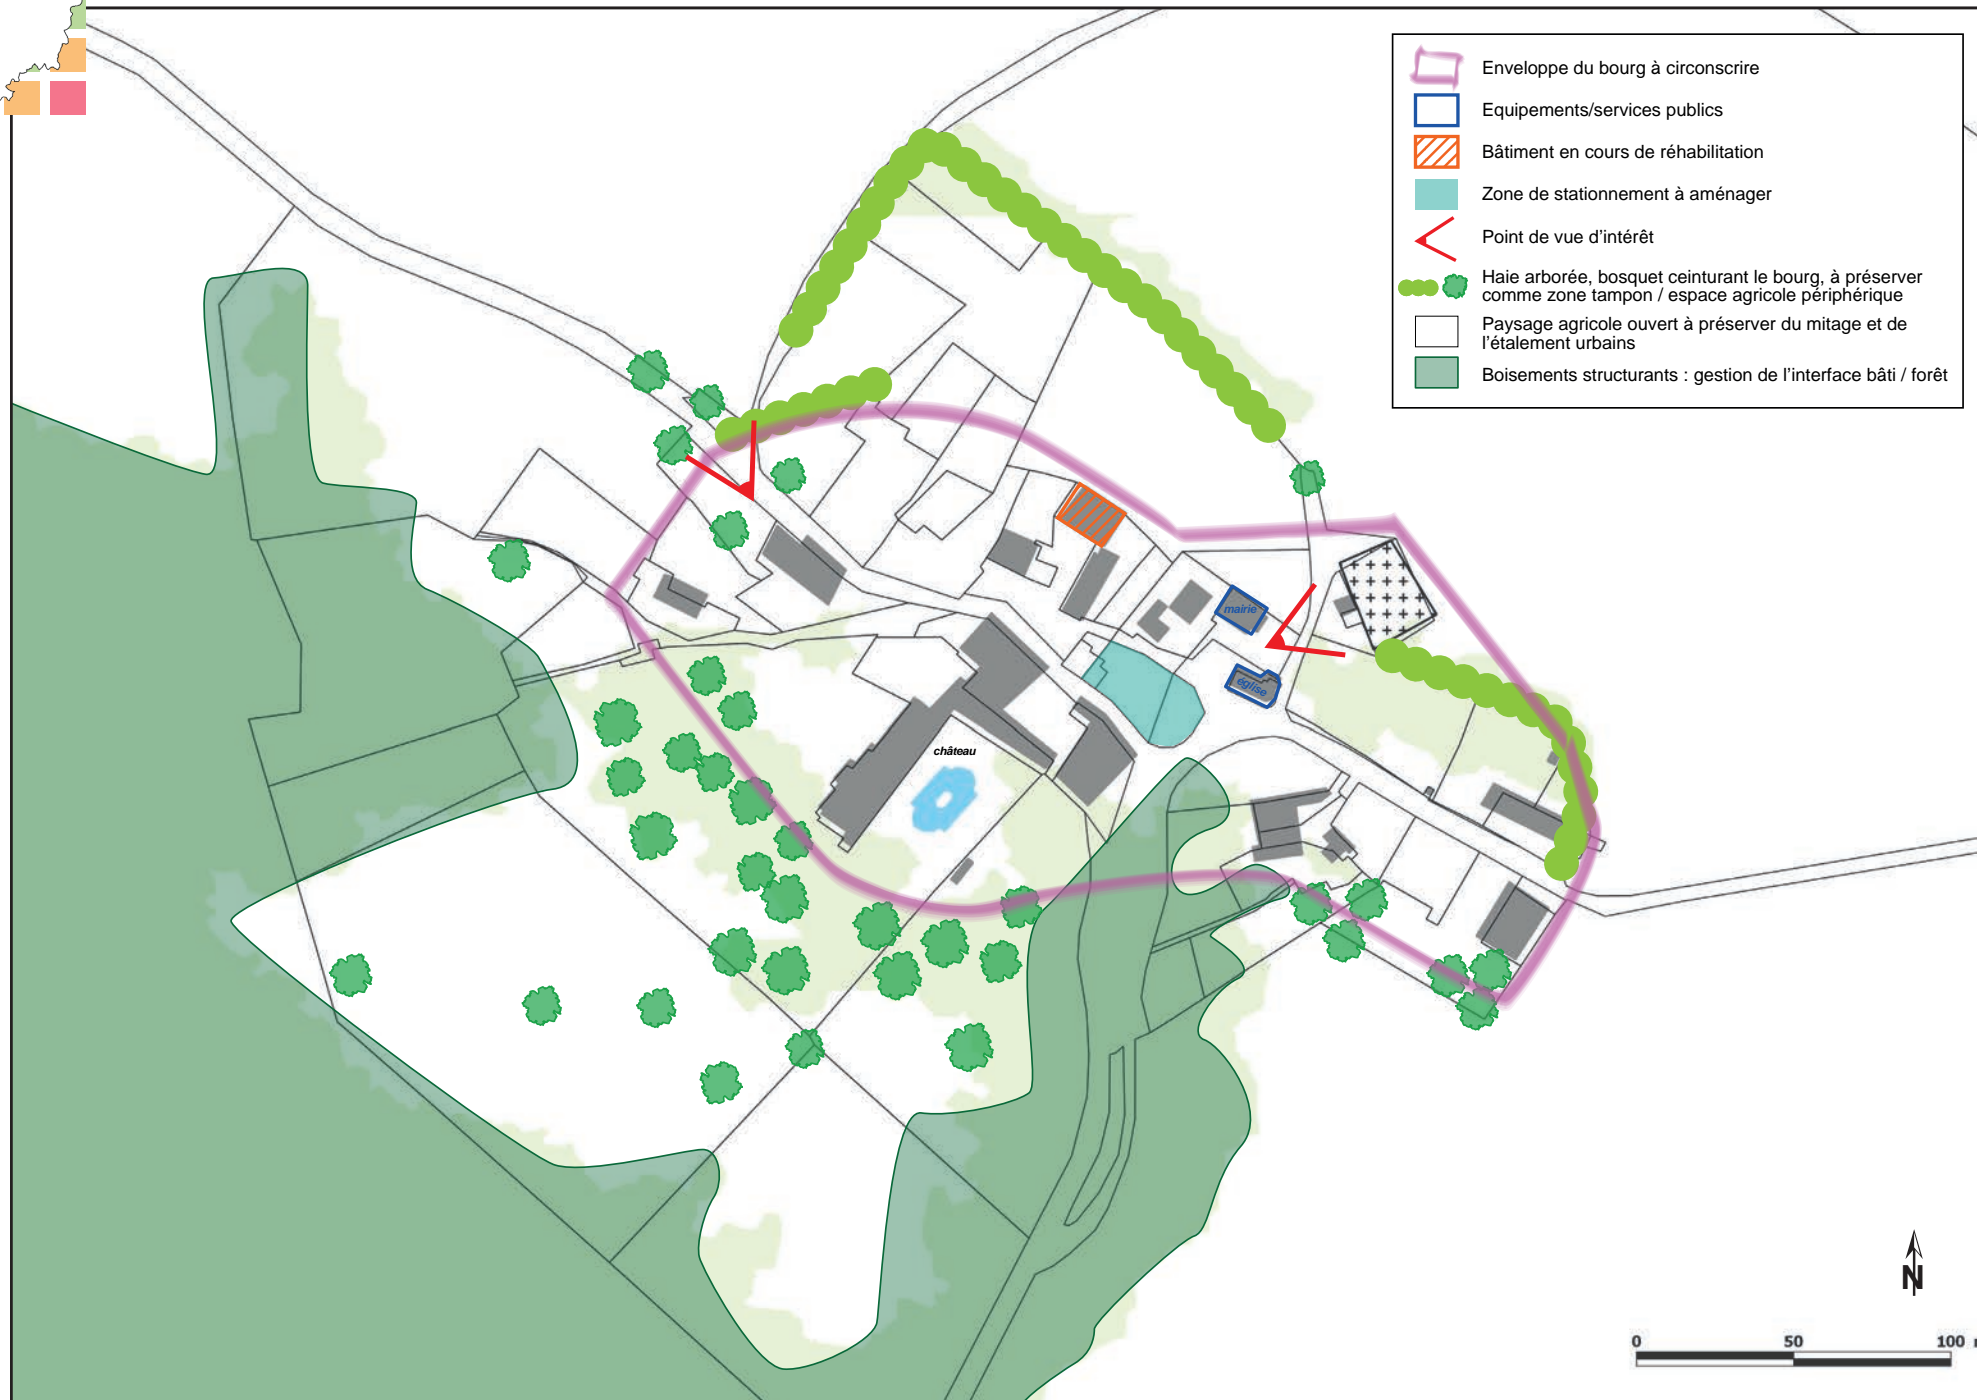 Enveloppe du bourg à circonscrire
Equipements/services publics
Bâtiment en cours de réhabilitation
Zone de stationnement à aménager
Point de vue d'intérêt
Haie arborée, bosquet ceinturant le bourg, à préserver
comme zone tampon / espace agricole périphérique
Paysage agricole ouvert à préserver du mitage et de
l'étalement urbains
Boisements structurants : gestion de l'interface bâti / forêt
mairie
église
château
N
0 50 100